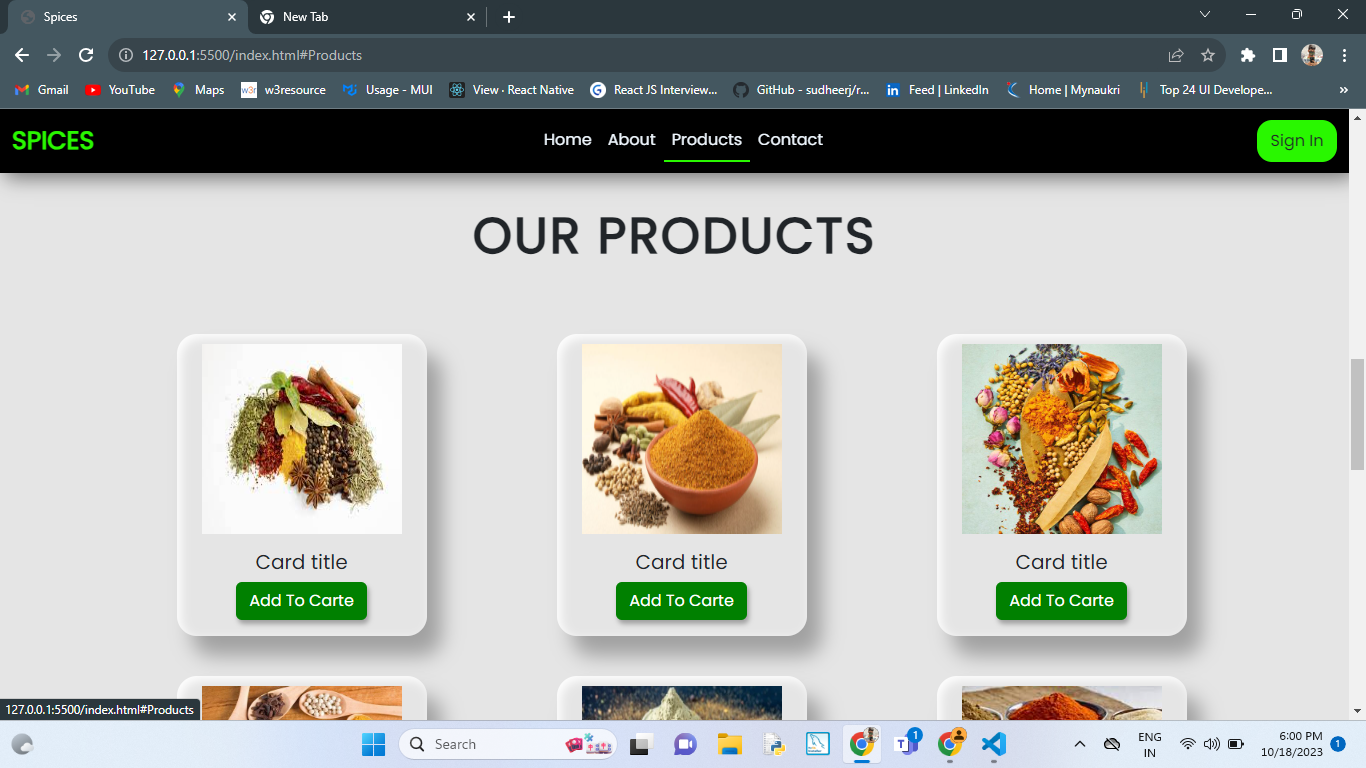 Spices
New Tab
127.0.0.1:5500/index.html#Products
Gmail
YouTube
Maps
w3r
w3resource
Usage - MUI
View · React Native
React JS Interview...
GitHub - sudheerj/r...
Feed | LinkedIn
Home | Mynaukri
Top 24 UI Develope...
»
SPICES
Home
About
Products
Contact
Sign In
OUR PRODUCTS
Card title
Card title
Card title
Add To Carte
Add To Carte
Add To Carte
127.0.0.1:5500/index.html#Products
Search
1
ENG
IN
6:00 PM
10/18/2023
1